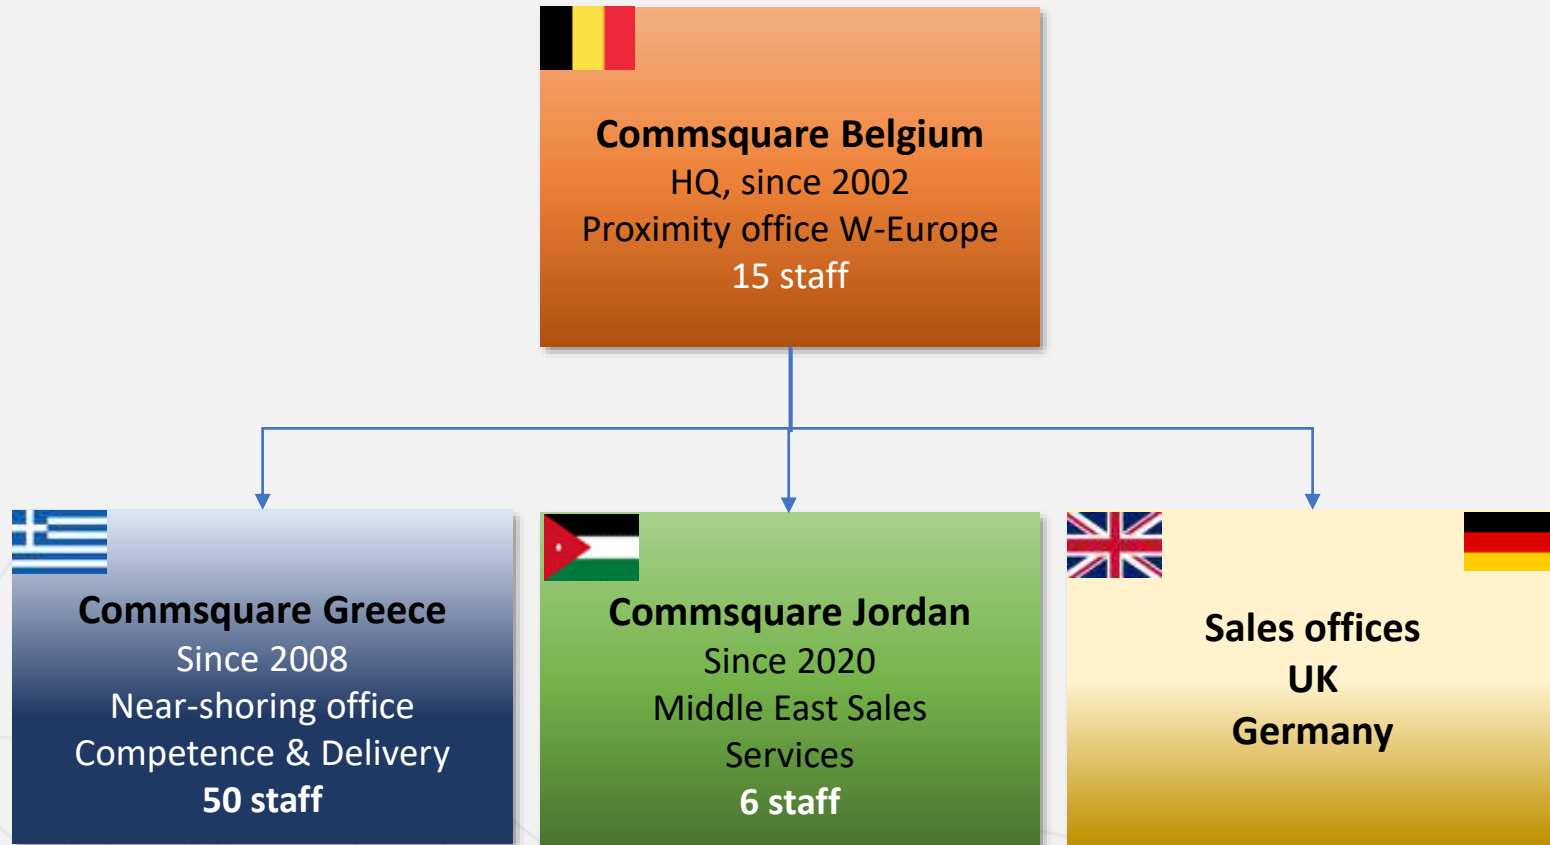 Commsquare Belgium
HQ, since 2002
Proximity office W-Europe
15 staff
Commsquare Greece
Since 2008
Near-shoring office
Competence & Delivery
50 staff
Commsquare Jordan
Since 2020
Middle East Sales
Services
6 staff
Sales offices
UK
Germany